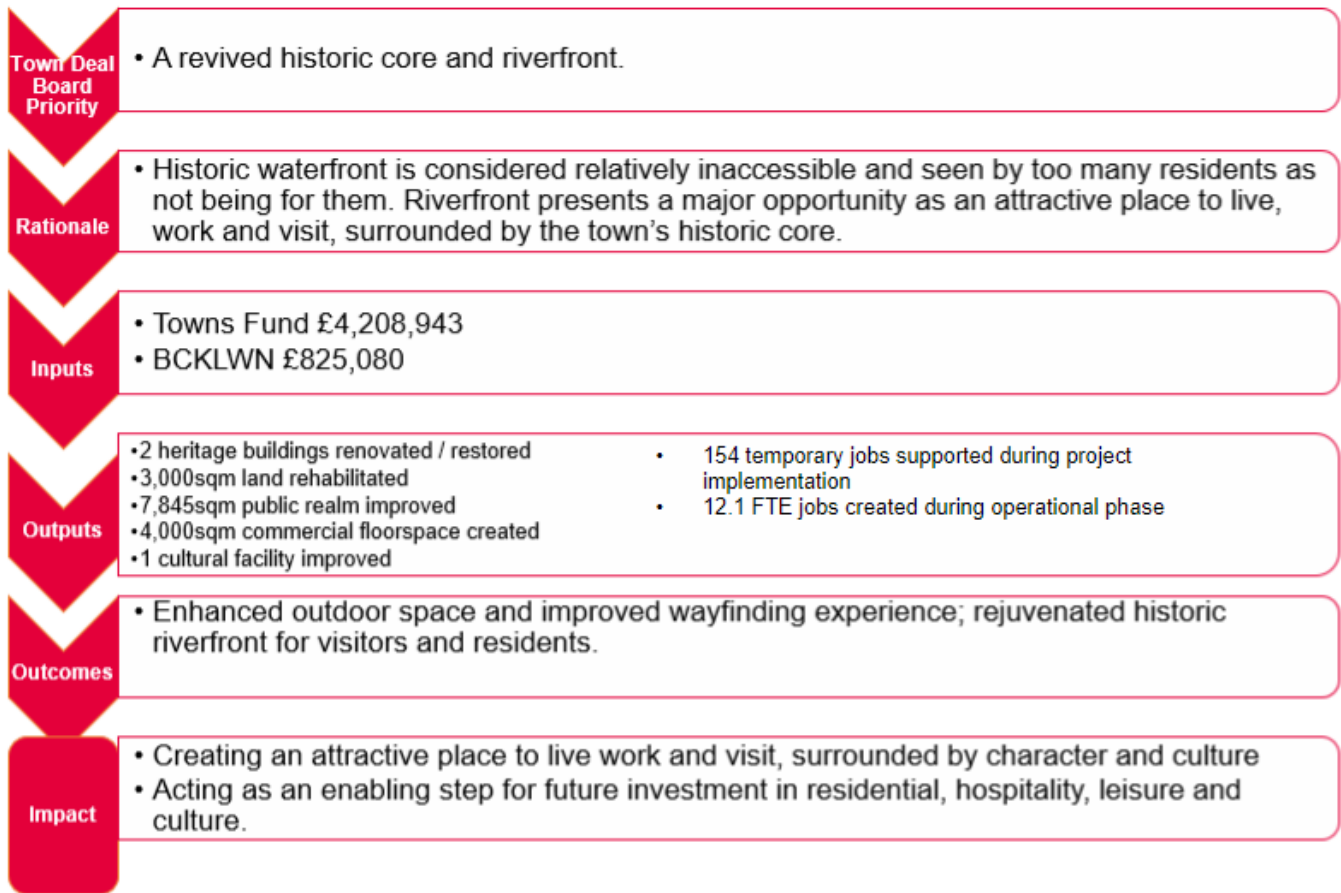 Town Deal
Board
Priority
• A revived historic core and riverfront.
Rationale
• Historic waterfront is considered relatively inaccessible and seen by too many residents as
not being for them. Riverfront presents a major opportunity as an attractive place to live,
work and visit, surrounded by the town's historic core.
Inputs
• Towns Fund £4,208,943
• BCKLWN £825,080
Outputs
•2 heritage buildings renovated / restored
•3,000sqm land rehabilitated
•7,845sqm public realm improved
•4,000sqm commercial floorspace created
•1 cultural facility improved
• 154 temporary jobs supported during project
implementation
• 12.1 FTE jobs created during operational phase
Outcomes
• Enhanced outdoor space and improved wayfinding experience; rejuvenated historic
riverfront for visitors and residents.
Impact
• Creating an attractive place to live work and visit, surrounded by character and culture
• Acting as an enabling step for future investment in residential, hospitality, leisure and
culture.